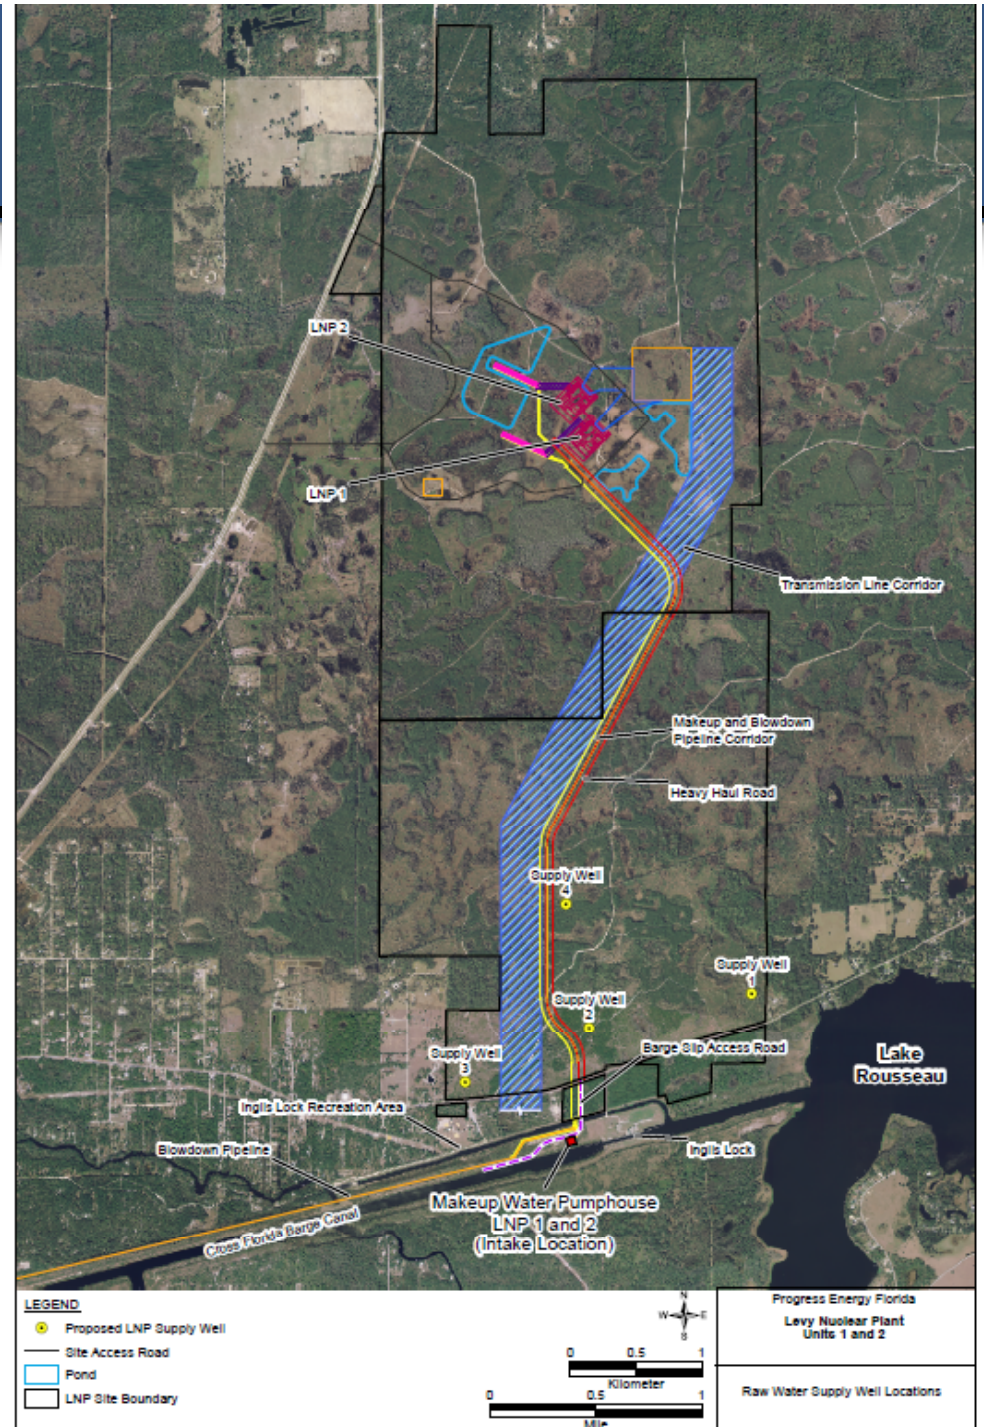 LNP 2
LNP 1
Transmission Line Corridor
Makeup and Blowdown
Pipeline Corridor
Heavy Haul Road
Supply Well
4
Supply Well
1
Supply Well
2
Supply Well
3
Barge Slip Access Road
Lake
Rousseau
Inglis Lock Recreation Area
Blowdown Pipeline
Inglis Lock
Makeup Water Pumphouse
LNP 1 and 2
(Intake Location)
Cross Florida Barge Canal
LEGEND
Proposed LNP Supply Well
Site Access Road
Pond
LNP Site Boundary
N
W E
S
0 0.5 1
Kilometer
0 0.5 1
Mile
Progress Energy Florida
Levy Nuclear Plant
Units 1 and 2
Raw Water Supply Well Locations